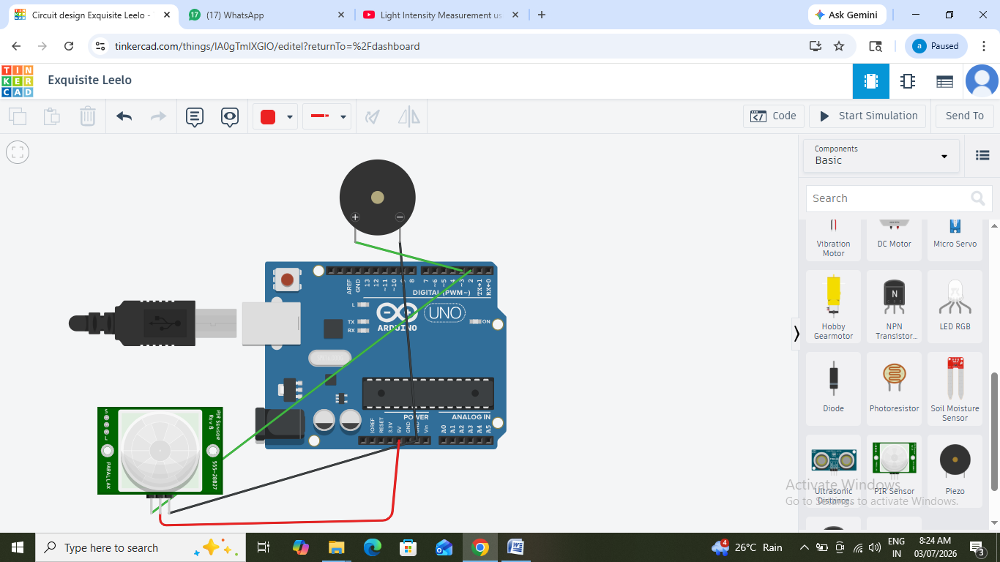 Circuit design Exquisite Leelo -
17
(17) WhatsApp
Light Intensity Measurement us
Ask Gemini
tinkercad.com/things/lA0gTmIXGIO/editel?returnTo=%2Fdashboard
a
Paused
TIN
KER
CAD
Exquisite Leelo
Code
Start Simulation
Send To
Components
Basic
Search
Vibration
Motor
DC Motor
Micro Servo
Hobby
Gearmotor
N
NPN
Transistor...
LED RGB
Diode
Photoresistor
Soil Moisture
Sensor
Ultrasonic
Distance...
PIR Sensor
Piezo
Activate Windows
Go to Settings to activate Windows.
+
−
AREF
GND
13
12
~11
~10
9
8
7
~6
~5
4
~3
2
TX→1
RX←0
DIGITAL (PWM~)
L
TX
RX
ARDUINO
UNO
ON
POWER
ANALOG IN
IOREF
RESET
3.3V
5V
GND
GND
Vin
A0
A1
A2
A3
A4
A5
S
L
PARALLAX
PIR SENSOR
Rev B
555-28027
Type here to search
4
26°C Rain
ENG
IN
8:24 AM
03/07/2026
3